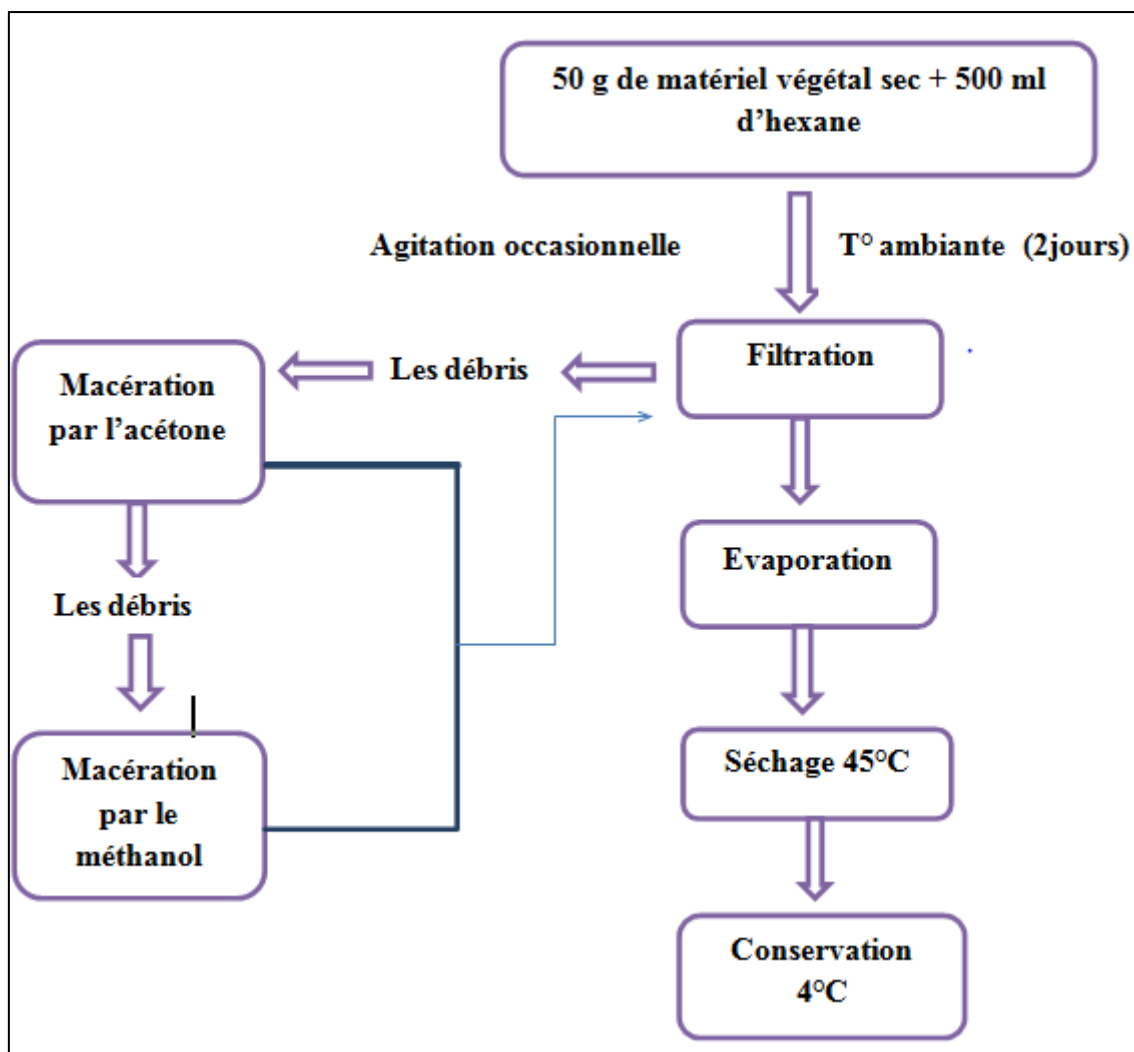 50 g de matériel végétal sec + 500 ml
d’hexane
Agitation occasionnelle
T° ambiante (2jours)
Filtration
Les débris
Macération
par l’acétone
Evaporation
Les débris
Séchage 45°C
Macération
par le
méthanol
Conservation
4°C